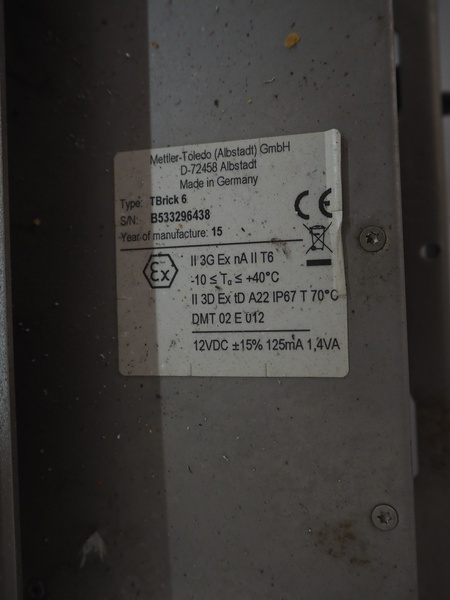 Mettler-Toledo (Albstadt) GmbH
D-72458 Albstadt
Made in Germany
Type: TBrick 6
S/N: B533296438
Year of manufacture: 15
CE
Ex
II 3G Ex nA II T6
-10 ≤ Ta ≤ +40°C
II 3D Ex tD A22 IP67 T 70°C
DMT 02 E 012
12VDC ±15% 125mA 1,4VA